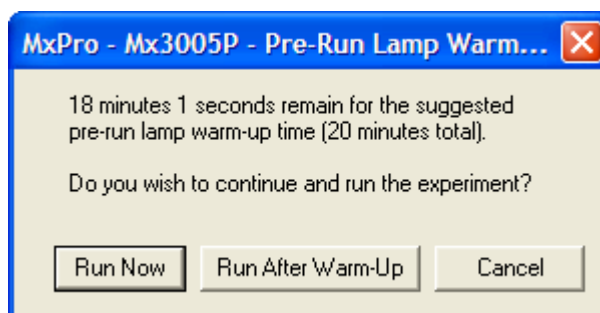 MxPro - Mx3005P - Pre-Run Lamp Warm...
18 minutes 1 seconds remain for the suggested
pre-run lamp warm-up time (20 minutes total).
Do you wish to continue and run the experiment?
Run Now Run After Warm-Up Cancel